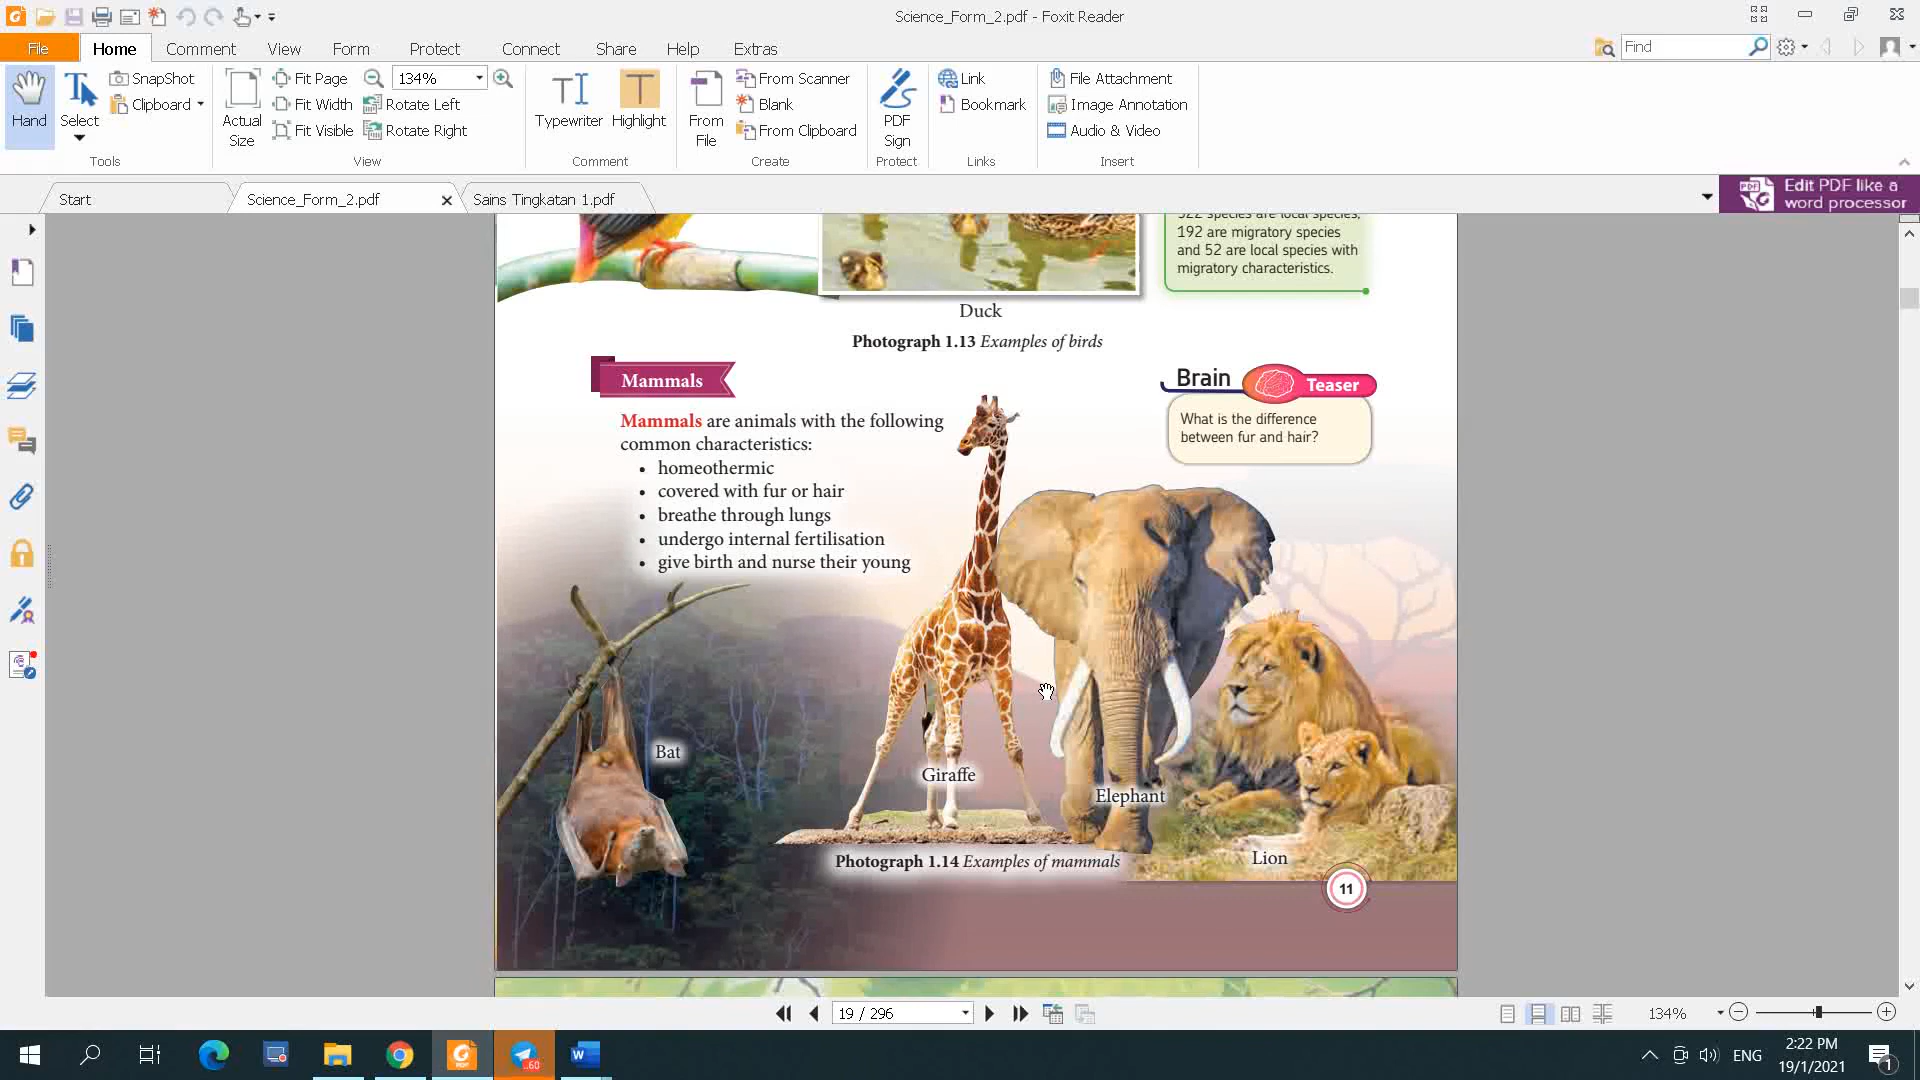 Science_Form_2.pdf - Foxit Reader
File Home Comment View Form Protect Connect Share Help Extras
Find
Hand
Select
SnapShot
Clipboard
Tools
Actual
Size
Fit Page
Fit Width
Fit Visible
134%
Rotate Left
Rotate Right
View
Typewriter
Highlight
Comment
From
File
From Scanner
Blank
From Clipboard
Create
PDF
Sign
Protect
Link
Bookmark
Links
File Attachment
Image Annotation
Audio & Video
Insert
Start
Science_Form_2.pdf
Sains Tingkatan 1.pdf
Edit PDF like a
word processor
522 species are local species,
192 are migratory species
and 52 are local species with
migratory characteristics.
Duck
Photograph 1.13 Examples of birds
Mammals
Mammals are animals with the following
common characteristics:
• homeothermic
• covered with fur or hair
• breathe through lungs
• undergo internal fertilisation
• give birth and nurse their young
Brain Teaser
What is the difference
between fur and hair?
Bat
Giraffe
Elephant
Lion
Photograph 1.14 Examples of mammals
11
19 / 296
134%
..60
W
ENG
2:22 PM
19/1/2021
1